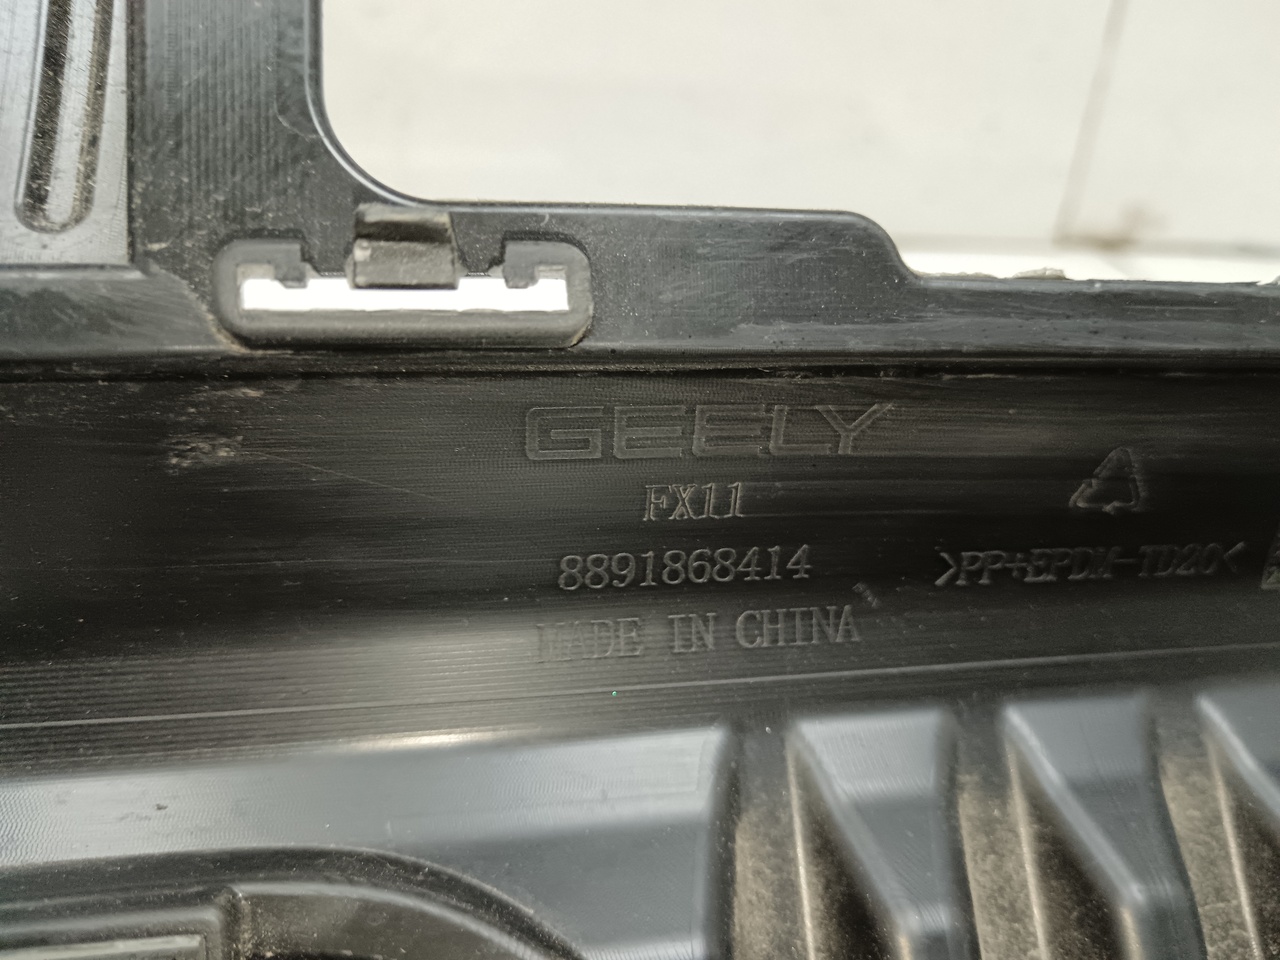 GEELY
FX11
8891868414
>PP+EPDM-TD20<
MADE IN CHINA